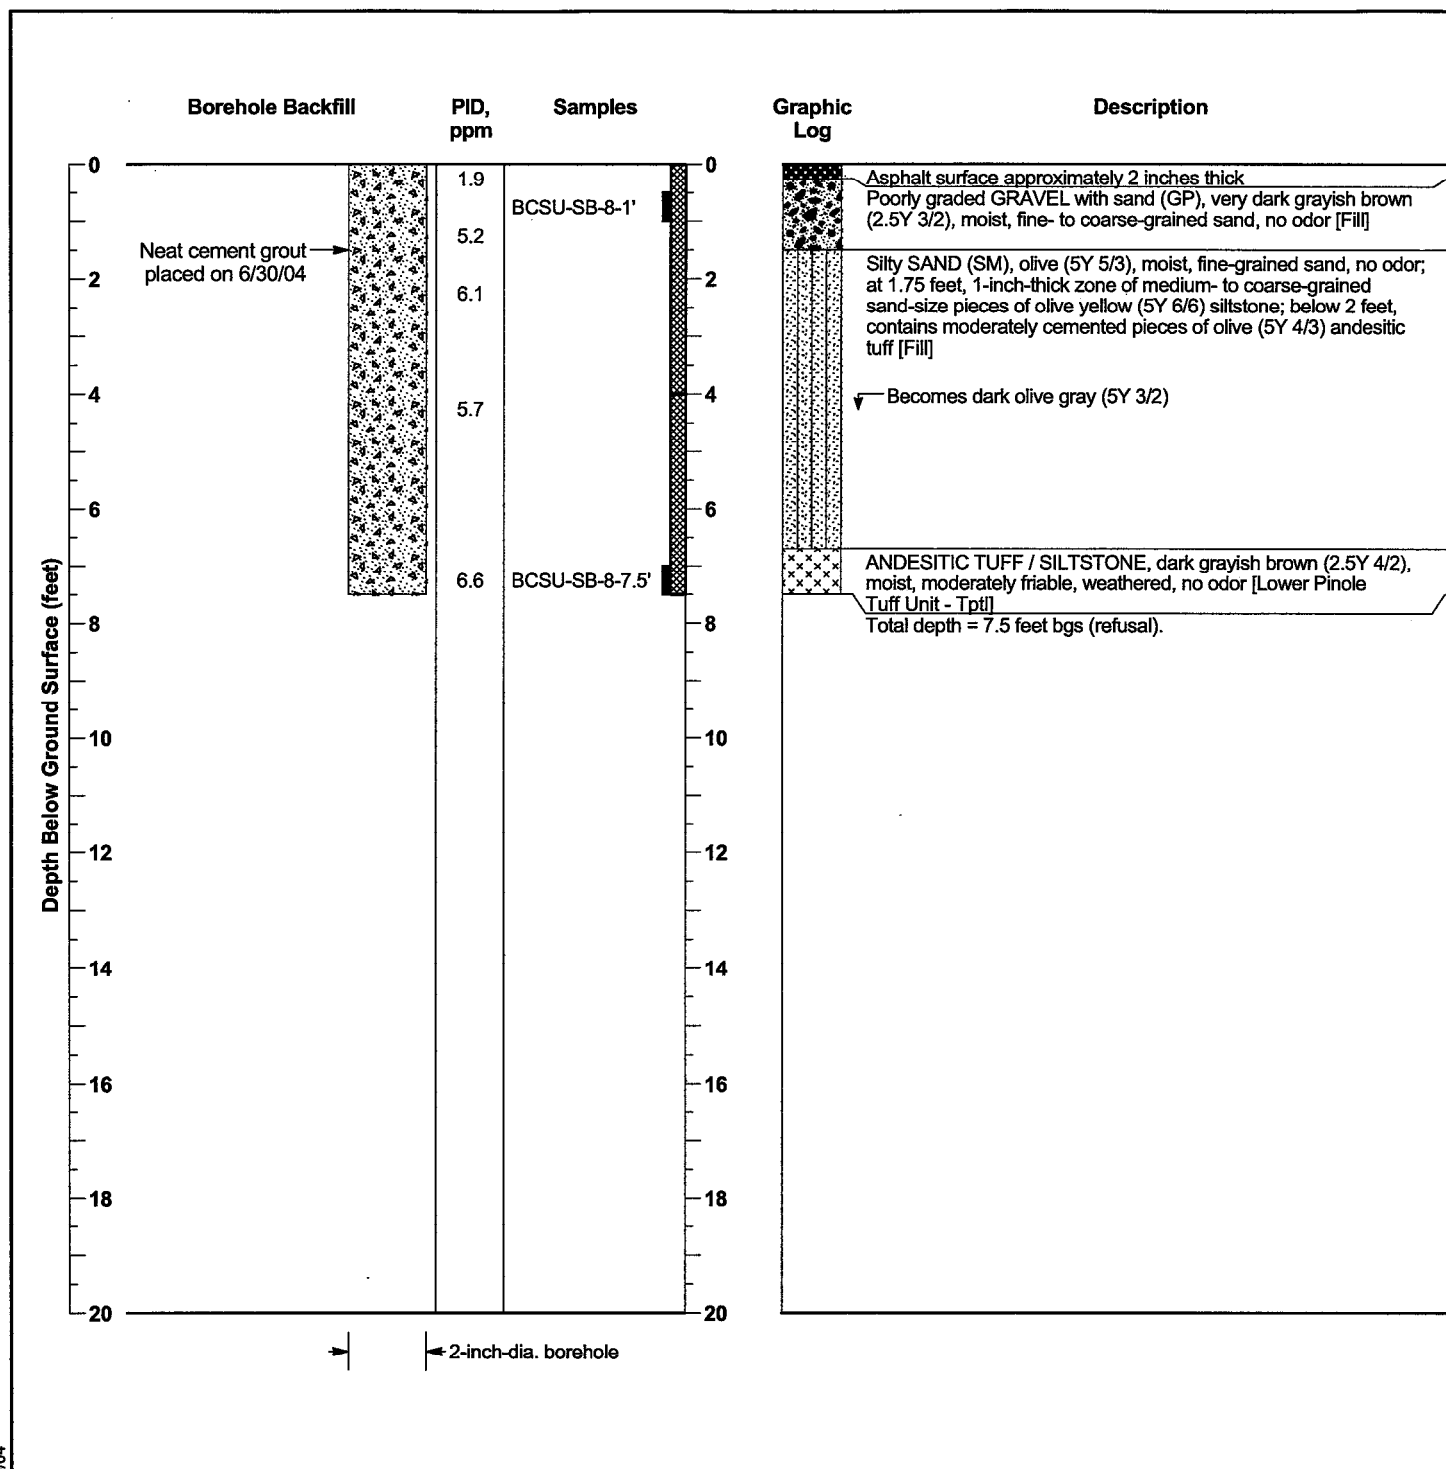 Borehole Backfill
PID,
ppm
Samples
Graphic
Log
Description
0
2
4
6
8
10
12
14
16
18
20
Depth Below Ground Surface (feet)
Neat cement grout
placed on 6/30/04
1.9
5.2
6.1
5.7
6.6
BCSU-SB-8-1'
BCSU-SB-8-7.5'
0
2
4
6
8
10
12
14
16
18
20
Asphalt surface approximately 2 inches thick
Poorly graded GRAVEL with sand (GP), very dark grayish brown
(2.5Y 3/2), moist, fine- to coarse-grained sand, no odor [Fill]
Silty SAND (SM), olive (5Y 5/3), moist, fine-grained sand, no odor;
at 1.75 feet, 1-inch-thick zone of medium- to coarse-grained
sand-size pieces of olive yellow (5Y 6/6) siltstone; below 2 feet,
contains moderately cemented pieces of olive (5Y 4/3) andesitic
tuff [Fill]
Becomes dark olive gray (5Y 3/2)
ANDESITIC TUFF / SILTSTONE, dark grayish brown (2.5Y 4/2),
moist, moderately friable, weathered, no odor [Lower Pinole
Tuff Unit - Tptl]
Total depth = 7.5 feet bgs (refusal).
2-inch-dia. borehole